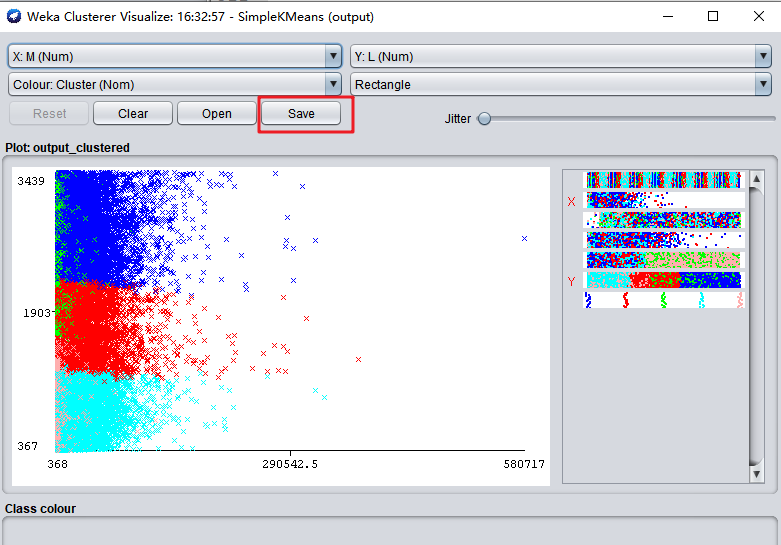 Weka Clusterer Visualize: 16:32:57 - SimpleKMeans (output)
X: M (Num)
Y: L (Num)
Colour: Cluster (Nom)
Rectangle
Reset
Clear
Open
Save
Jitter
Plot: output_clustered
3439
1903
367
368
290542.5
580717
X
Y
Class colour